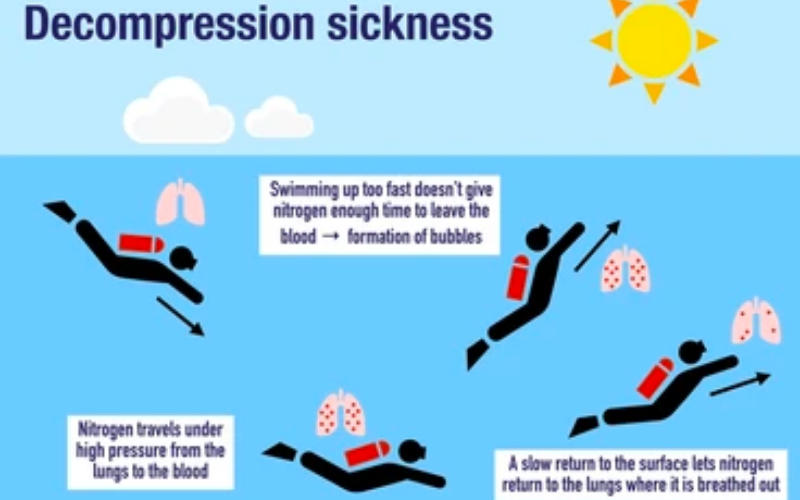 Decompression sickness
Swimming up too fast doesn't give
nitrogen enough time to leave the
blood → formation of bubbles
Nitrogen travels under
high pressure from the
lungs to the blood
A slow return to the surface lets nitrogen
return to the lungs where it is breathed out